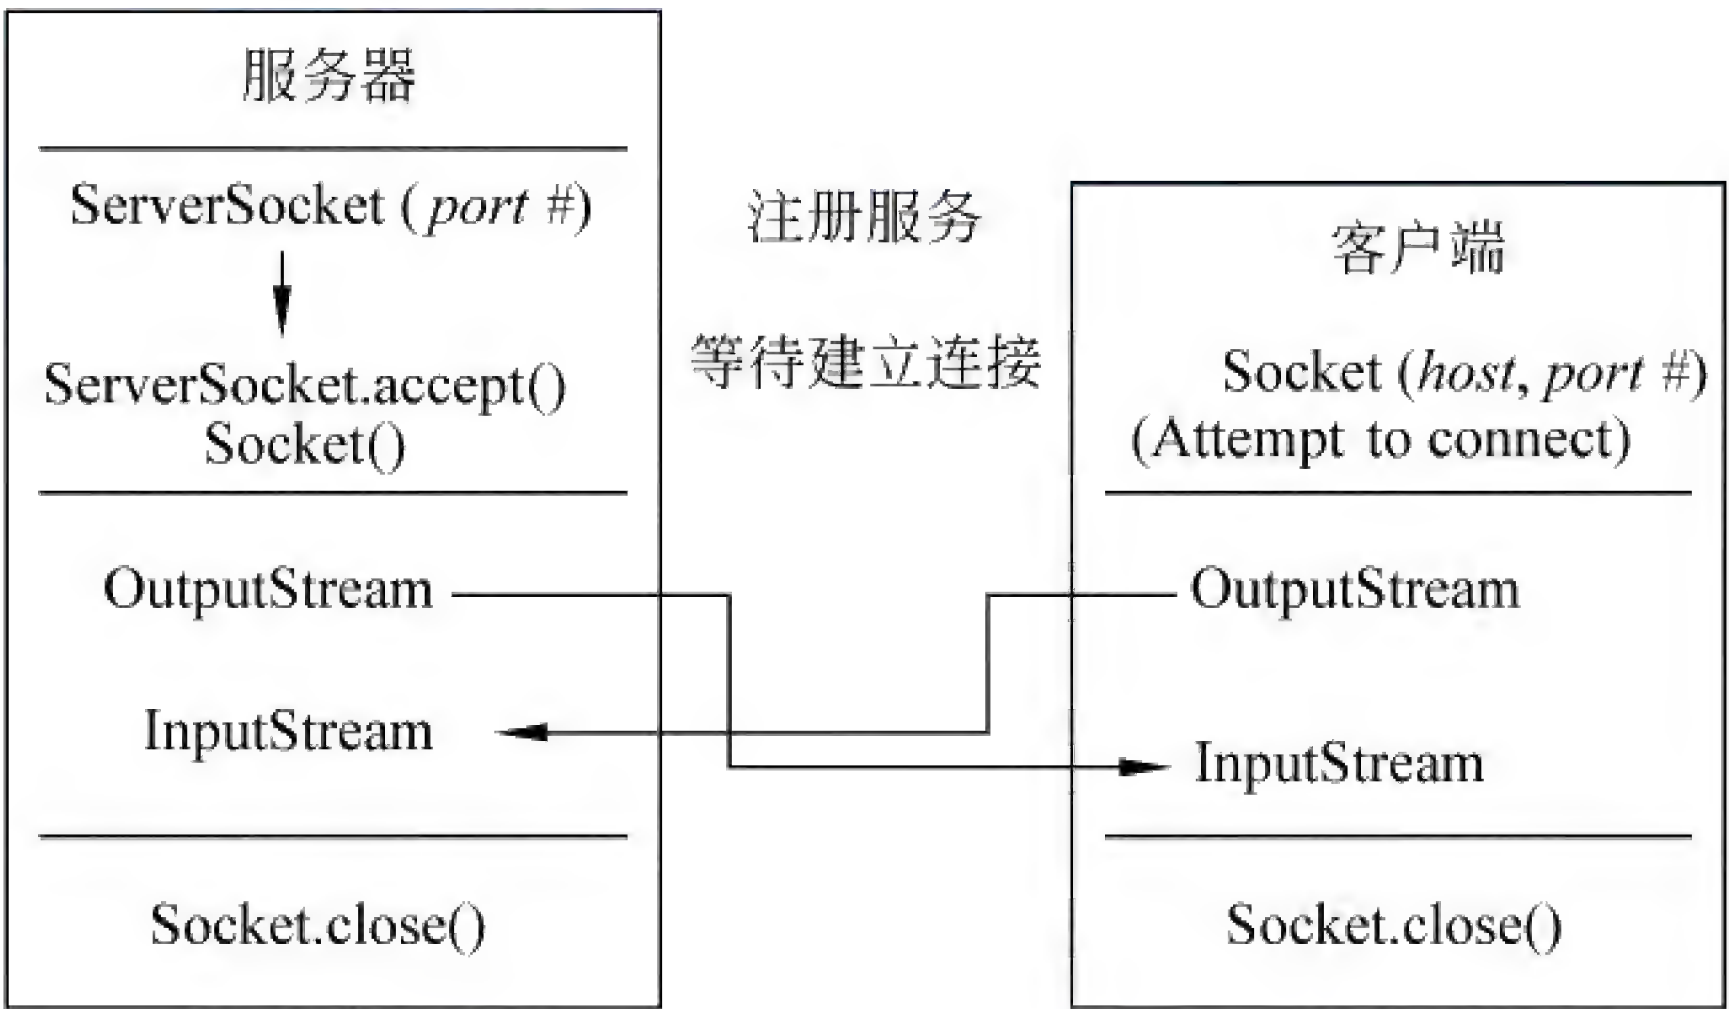 服务器
ServerSocket (port #)
ServerSocket.accept()
Socket()
OutputStream
InputStream
Socket.close()
注册服务
等待建立连接
客户端
Socket (host, port #)
(Attempt to connect)
OutputStream
InputStream
Socket.close()